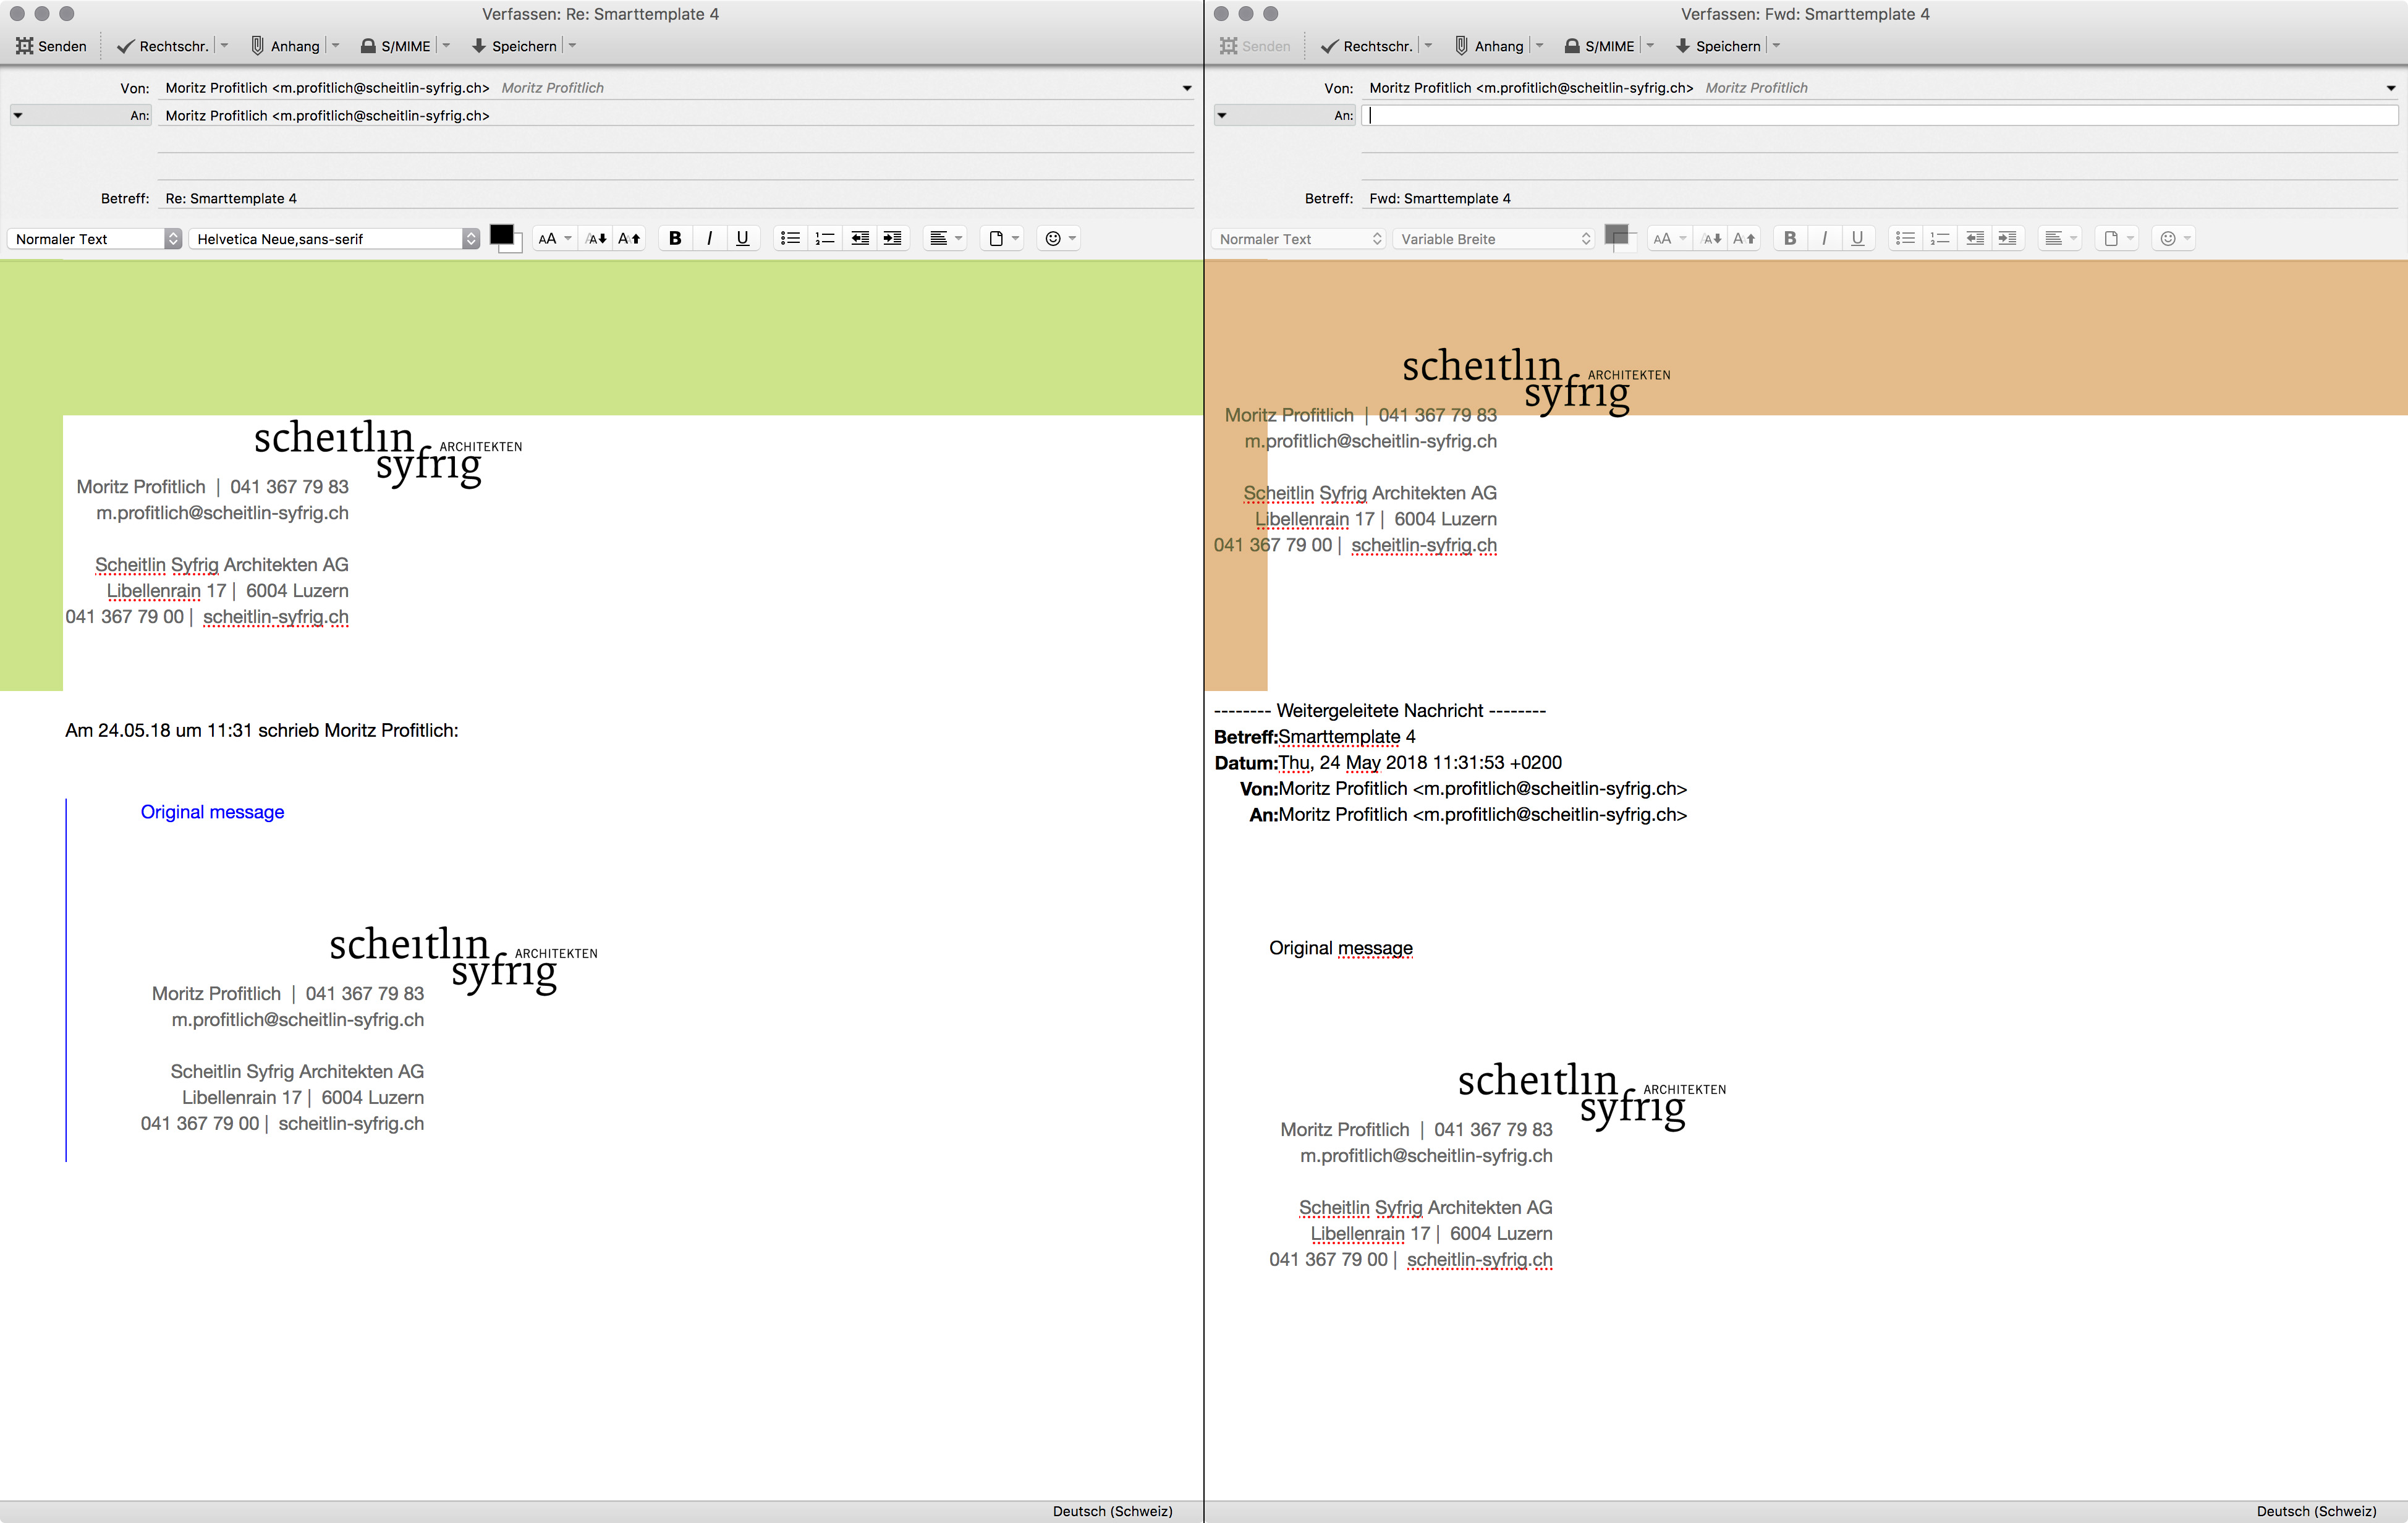 Verfassen: Re: Smarttemplate 4
Senden Rechtschr. Anhang S/MIME Speichern
Von: Moritz Profitlich <m.profitlich@scheitlin-syfrig.ch> Moritz Profitlich
An: Moritz Profitlich <m.profitlich@scheitlin-syfrig.ch>
Betreff: Re: Smarttemplate 4
Normaler Text Helvetica Neue,sans-serif AA A A B I U
scheitlin ARCHITEKTEN
syfrig
Moritz Profitlich | 041 367 79 83
m.profitlich@scheitlin-syfrig.ch
Scheitlin Syfrig Architekten AG
Libellenrain 17 | 6004 Luzern
041 367 79 00 | scheitlin-syfrig.ch
Am 24.05.18 um 11:31 schrieb Moritz Profitlich:
Original message
scheitlin ARCHITEKTEN
syfrig
Moritz Profitlich | 041 367 79 83
m.profitlich@scheitlin-syfrig.ch
Scheitlin Syfrig Architekten AG
Libellenrain 17 | 6004 Luzern
041 367 79 00 | scheitlin-syfrig.ch
Deutsch (Schweiz)
Verfassen: Fwd: Smarttemplate 4
Senden Rechtschr. Anhang S/MIME Speichern
Von: Moritz Profitlich <m.profitlich@scheitlin-syfrig.ch> Moritz Profitlich
An:
Betreff: Fwd: Smarttemplate 4
Normaler Text Variable Breite AA A A B I U
scheitlin ARCHITEKTEN
syfrig
Moritz Profitlich | 041 367 79 83
m.profitlich@scheitlin-syfrig.ch
Scheitlin Syfrig Architekten AG
Libellenrain 17 | 6004 Luzern
041 367 79 00 | scheitlin-syfrig.ch
-------- Weitergeleitete Nachricht --------
Betreff:Smarttemplate 4
Datum:Thu, 24 May 2018 11:31:53 +0200
Von:Moritz Profitlich <m.profitlich@scheitlin-syfrig.ch>
An:Moritz Profitlich <m.profitlich@scheitlin-syfrig.ch>
Original message
scheitlin ARCHITEKTEN
syfrig
Moritz Profitlich | 041 367 79 83
m.profitlich@scheitlin-syfrig.ch
Scheitlin Syfrig Architekten AG
Libellenrain 17 | 6004 Luzern
041 367 79 00 | scheitlin-syfrig.ch
Deutsch (Schweiz)